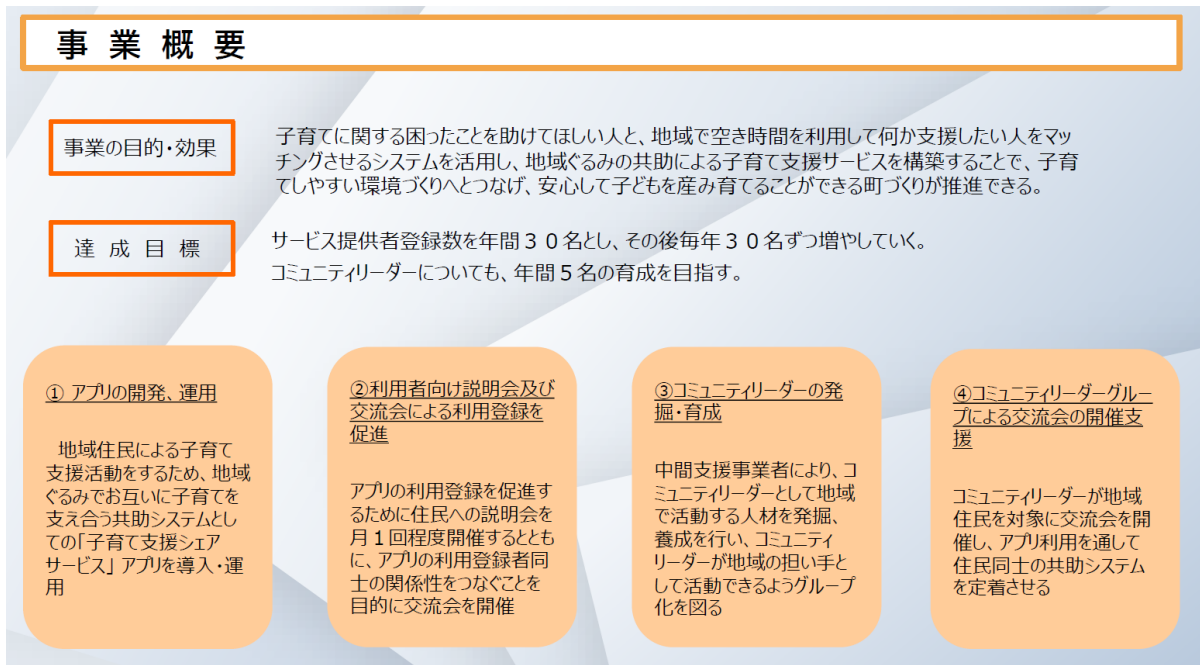 事 業 概 要
事業の目的・効果
子育てに関する困ったことを助けてほしい人と、地域で空き時間を利用して何か支援したい人をマッ
チングさせるシステムを活用し、地域ぐるみの共助による子育て支援サービスを構築することで、子育
てしやすい環境づくりへとつなげ、安心して子どもを産み育てることができる町づくりが推進できる。
達 成 目 標
サービス提供者登録数を年間３０名とし、その後毎年３０名ずつ増やしていく。
コミュニティリーダーについても、年間５名の育成を目指す。
① アプリの開発、運用
地域住民による子育て
支援活動をするため、地域
ぐるみでお互いに子育てを
支え合う共助システムとし
ての「子育て支援シェア
サービス」アプリを導入・運
用
②利用者向け説明会及び
交流会による利用登録を
促進
アプリの利用登録を促進す
るために住民への説明会を
月１回程度開催するととも
に、アプリの利用登録者同
士の関係性をつなぐことを
目的に交流会を開催
③コミュニティリーダーの発
掘・育成
中間支援事業者により、コ
ミュニティリーダーとして地域
で活動する人材を発掘、
養成を行い、コミュニティ
リーダーが地域の担い手と
して活動できるようグループ
化を図る
④コミュニティリーダーグルー
プによる交流会の開催支
援
コミュニティリーダーが地域
住民を対象に交流会を開
催し、アプリ利用を通して
住民同士の共助システム
を定着させる